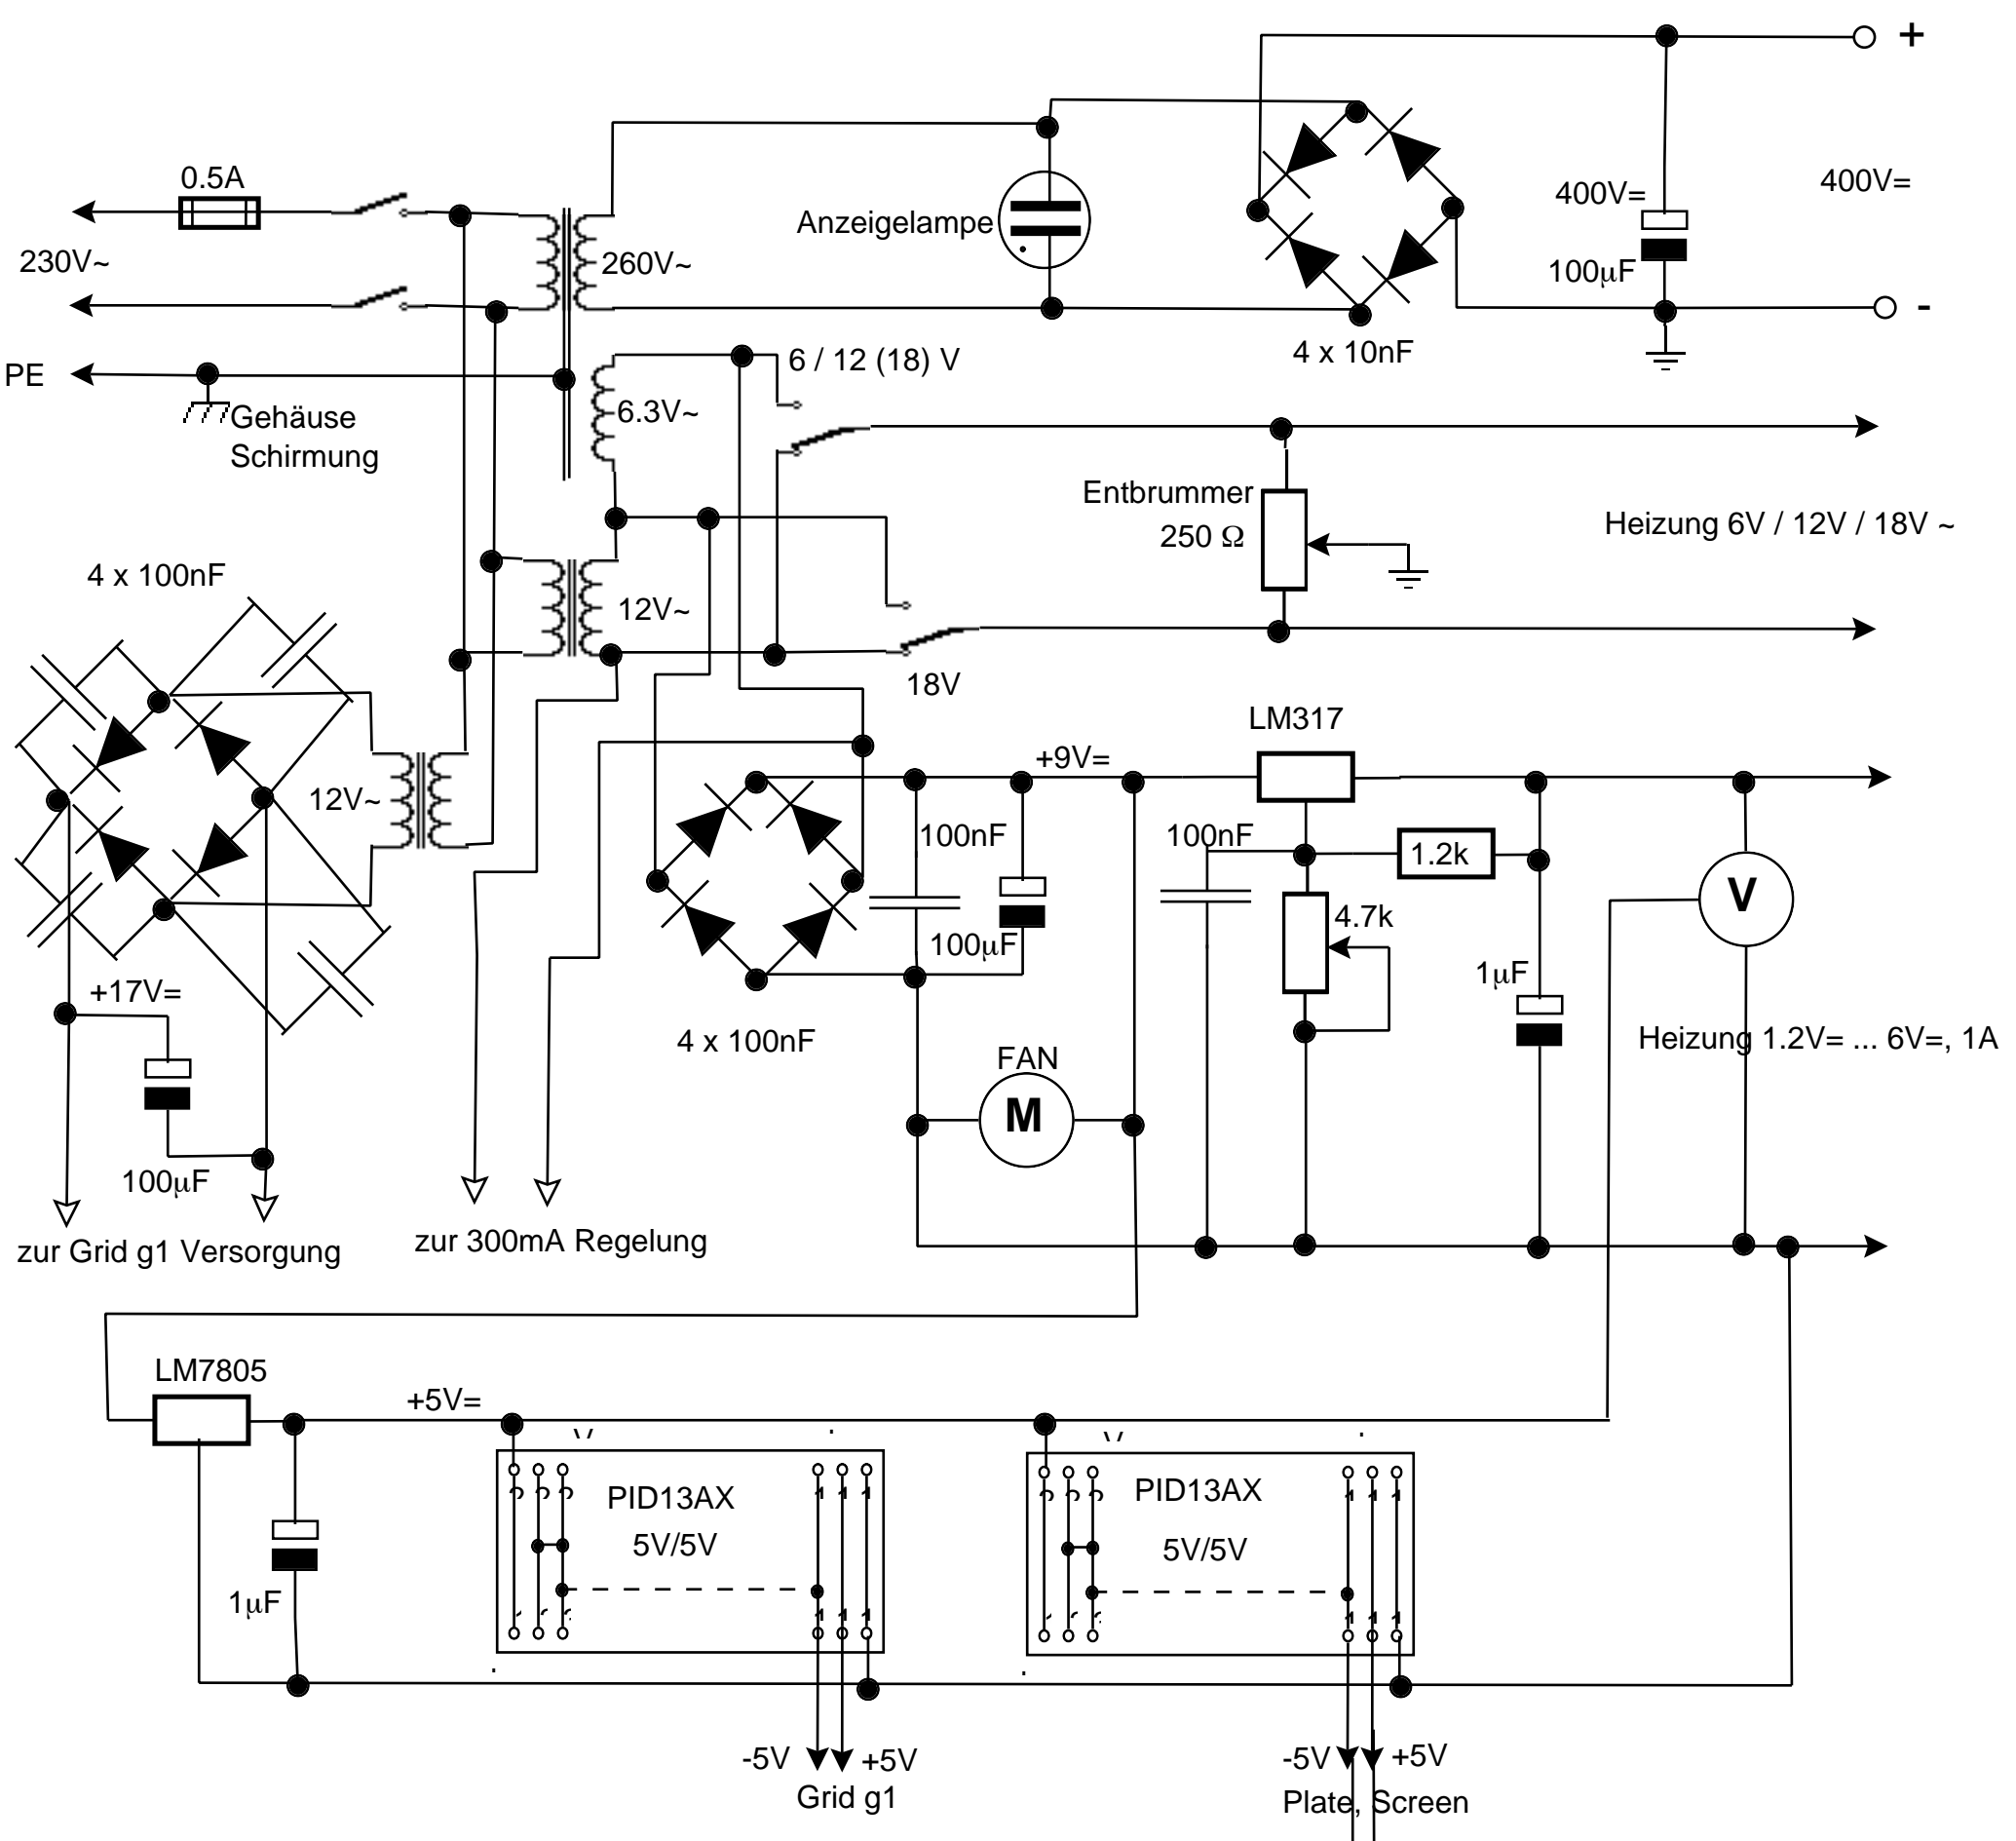 +
0.5A
400V=
400V=
Anzeigelampe
230V~
260V~
100µF
-
4 x 10nF
PE
6 / 12 (18) V
6.3V~
Gehäuse
Schirmung
Entbrummer
250 Ω
Heizung 6V / 12V / 18V ~
4 x 100nF
12V~
18V
LM317
+9V=
12V~
100nF
100nF
1.2k
V
4.7k
100µF
1µF
+17V=
4 x 100nF
FAN
Heizung 1.2V= ... 6V=, 1A
M
100µF
zur Grid g1 Versorgung
zur 300mA Regelung
LM7805
+5V=
PID13AX
5V/5V
PID13AX
5V/5V
1µF
-5V
+5V
Grid g1
-5V
+5V
Plate, Screen